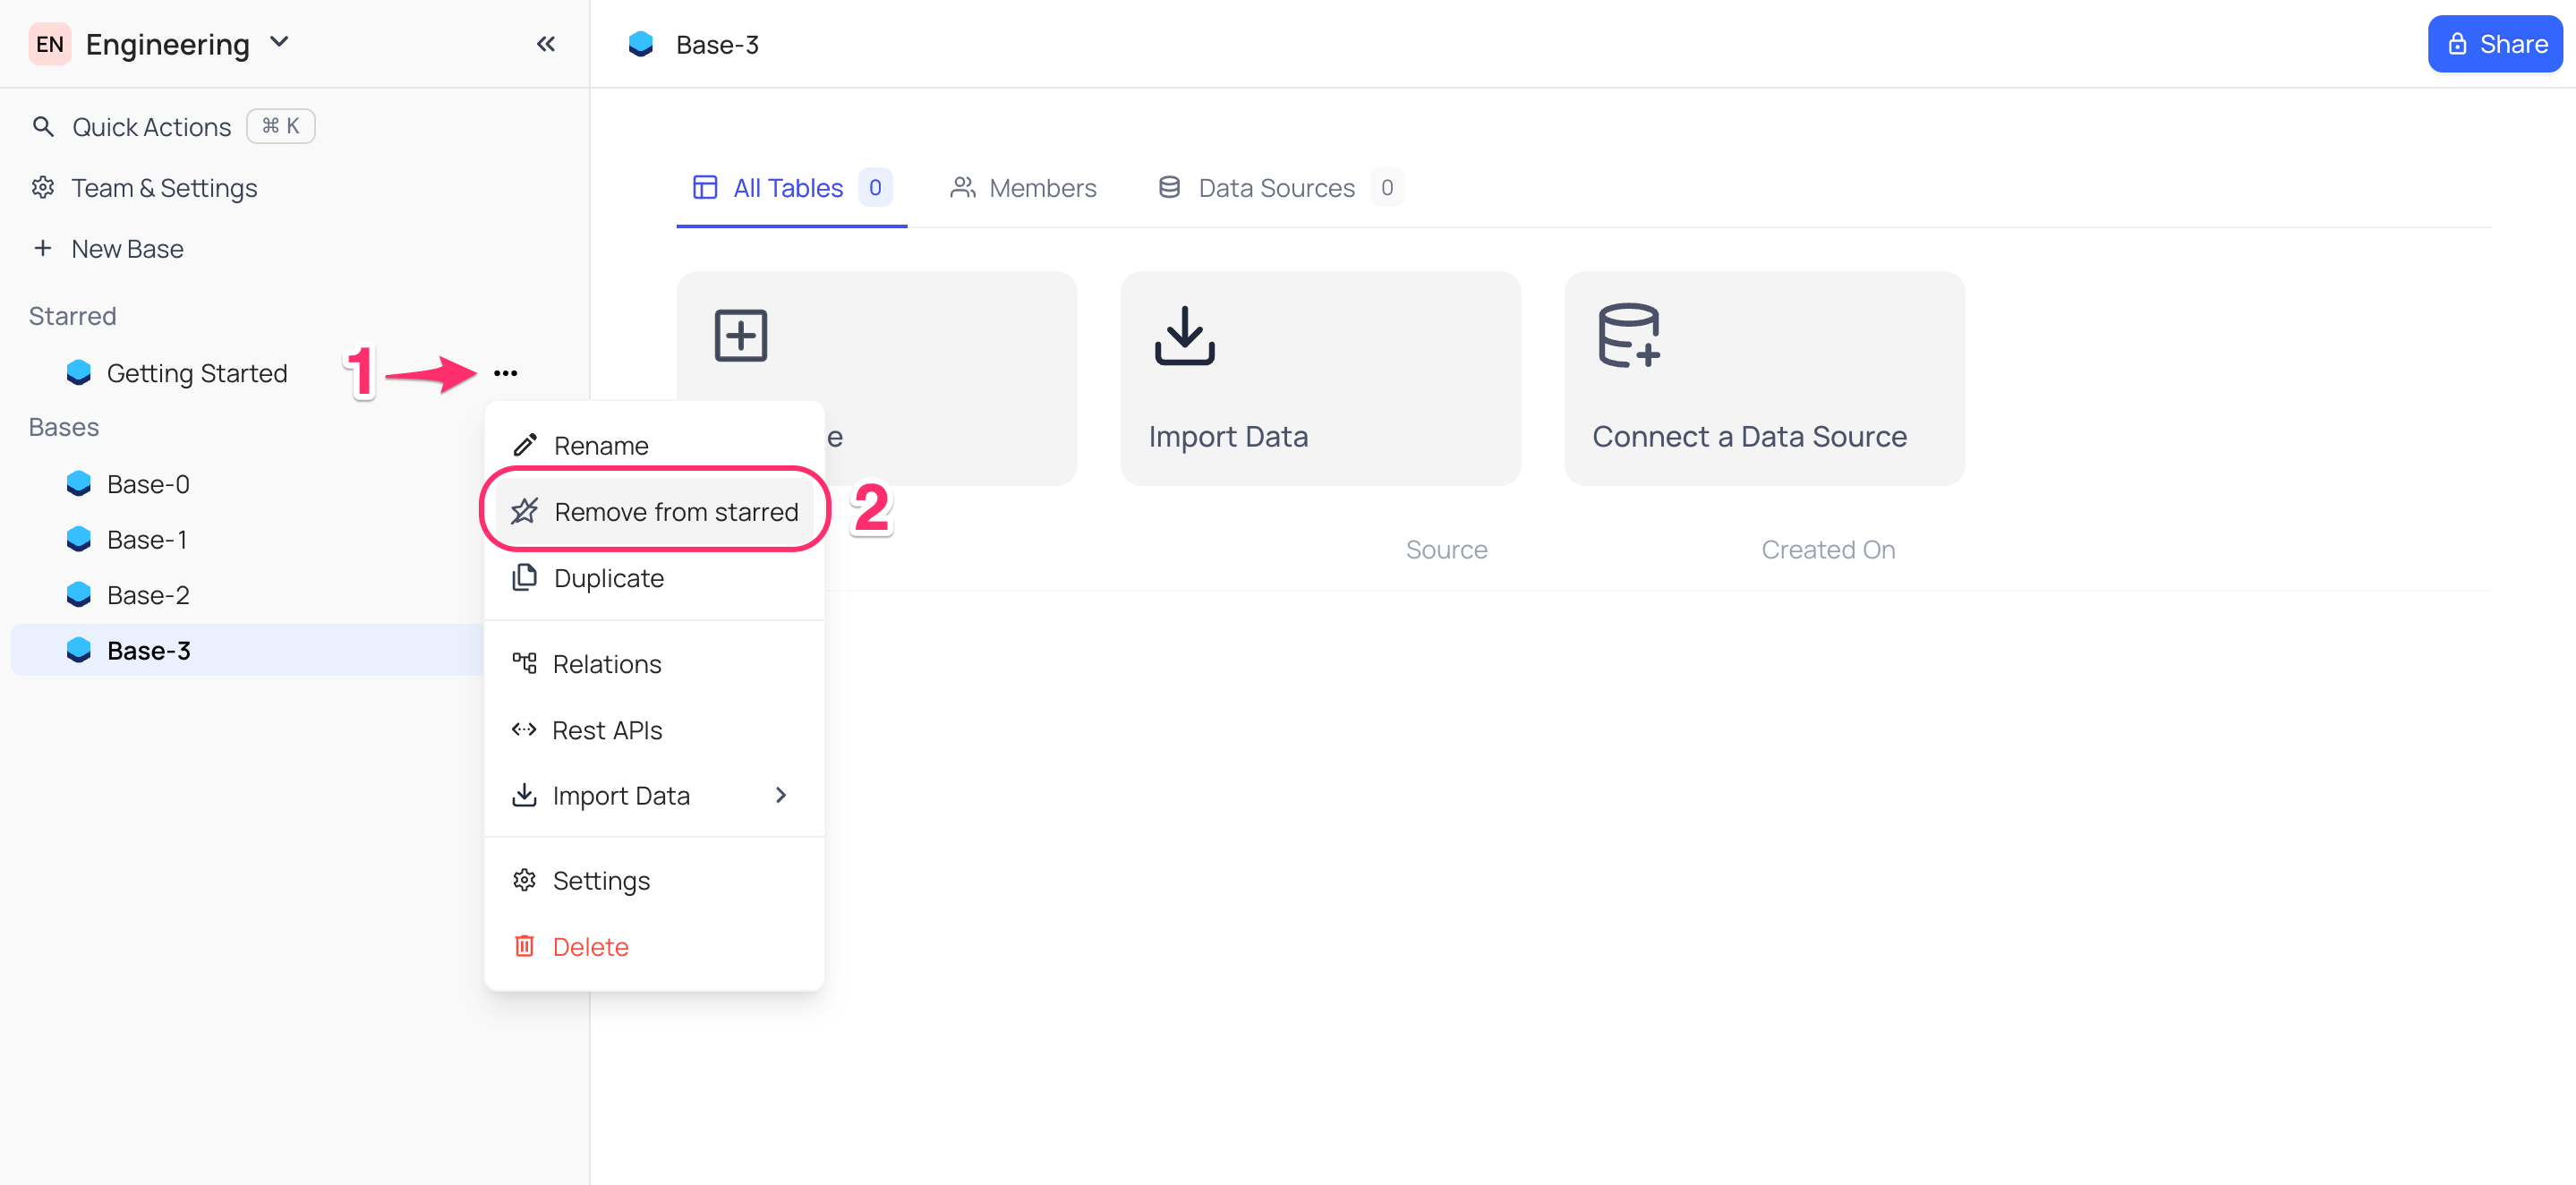 EN Engineering
Base-3
Share
Quick Actions ⌘ K
Team & Settings
New Base
Starred
Getting Started
1
Bases
Base-0
Base-1
Base-2
Base-3
Rename
Remove from starred
2
Duplicate
Relations
Rest APIs
Import Data
Settings
Delete
All Tables 0
Members
Data Sources 0
e
Import Data
Connect a Data Source
Source
Created On